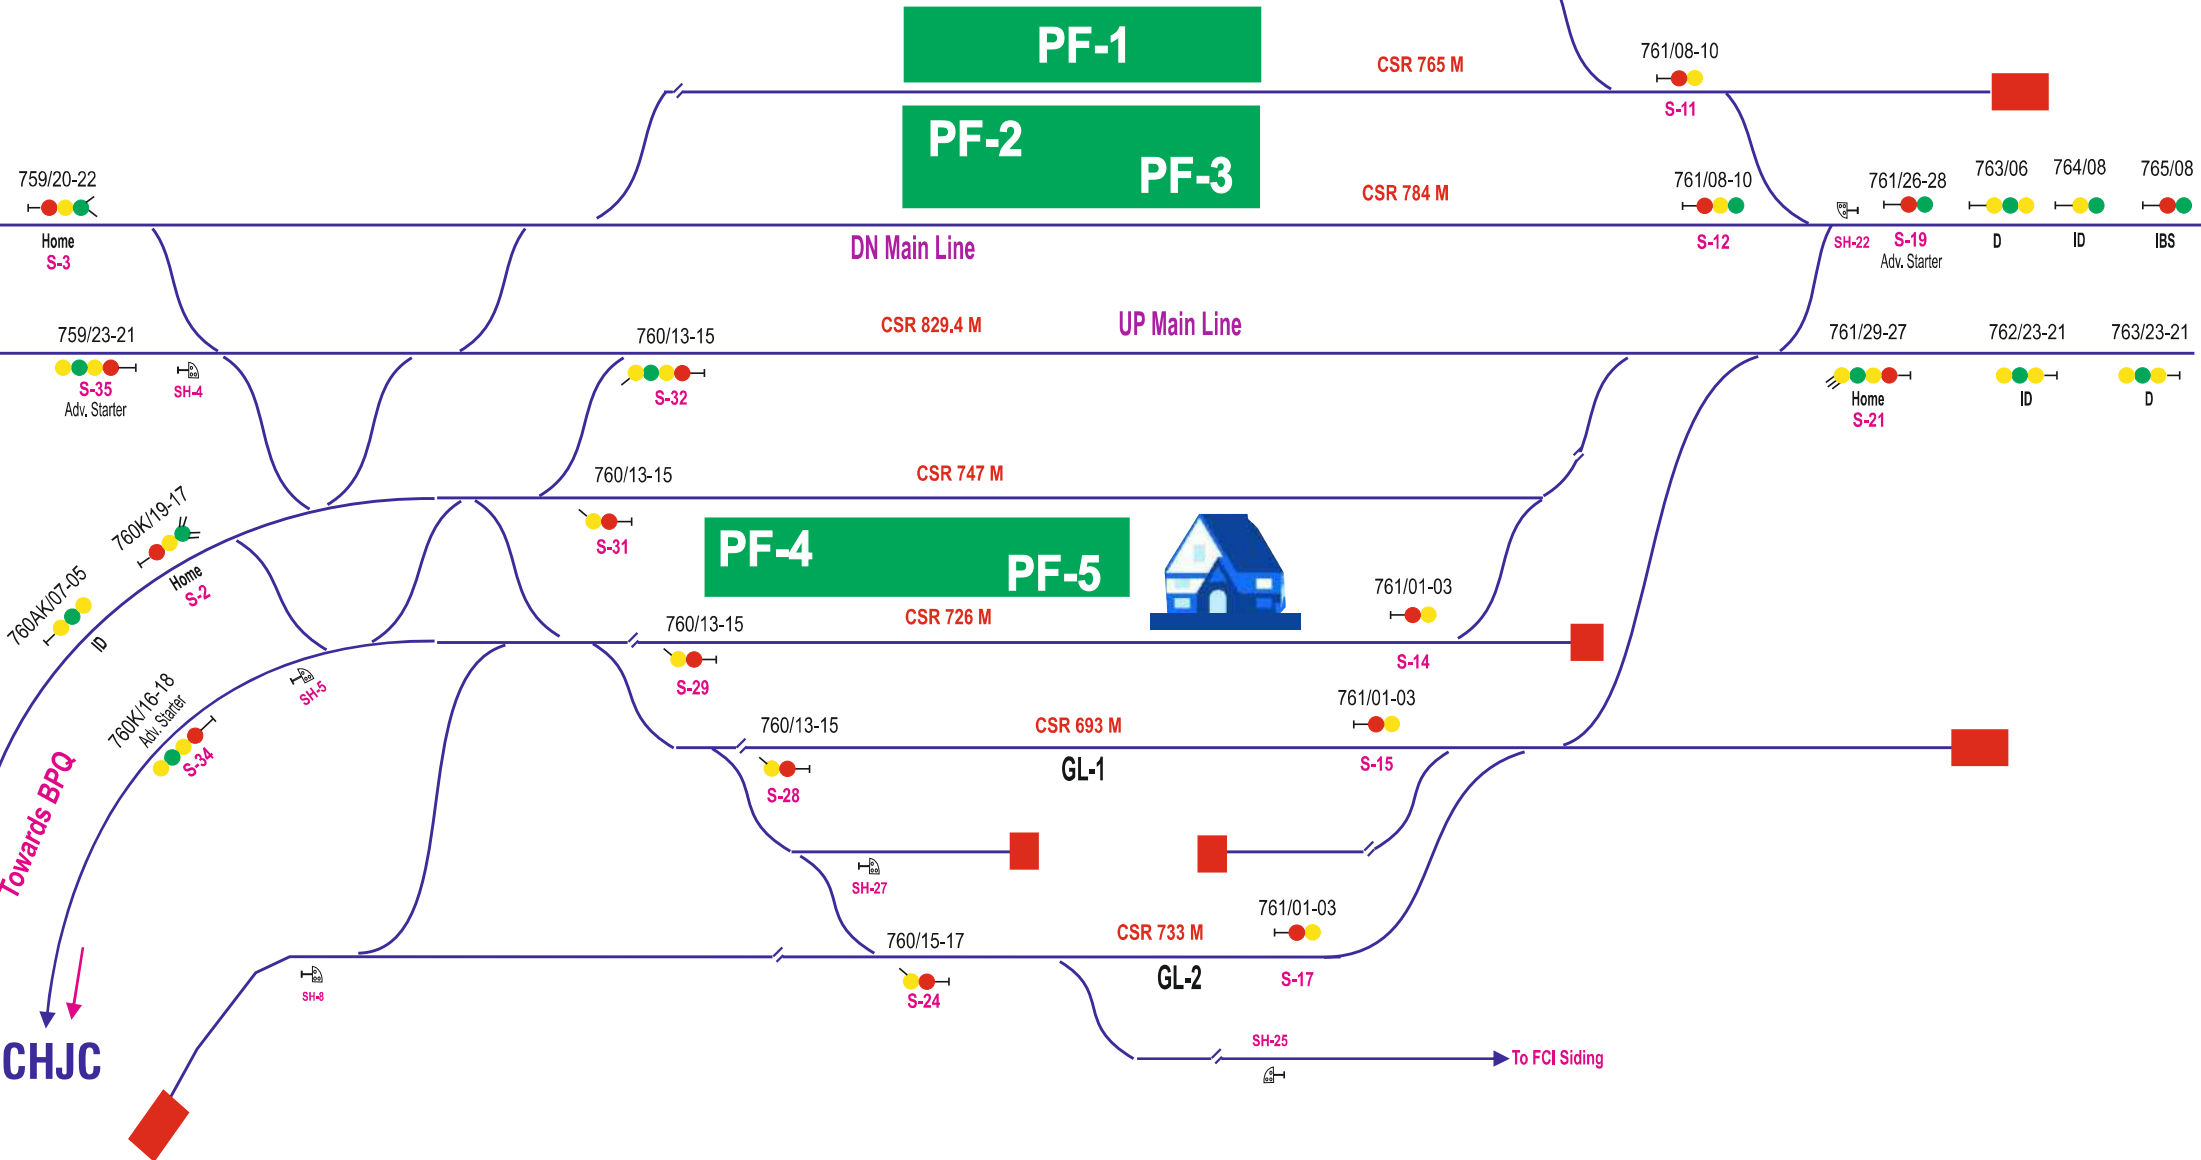 PF-1
CSR 765 M
761/08-10
S-11
PF-2
PF-3
CSR 784 M
759/20-22
Home
S-3
761/08-10
S-12
SH-22
761/26-28
S-19
Adv. Starter
763/06
D
764/08
ID
765/08
IBS
DN Main Line
UP Main Line
CSR 829.4 M
759/23-21
S-35
Adv. Starter
SH-4
760/13-15
S-32
761/29-27
Home
S-21
762/23-21
ID
763/23-21
D
760/13-15
S-31
CSR 747 M
760K/19-17
Home
S-2
760AK/07-05
ID
PF-4
PF-5
CSR 726 M
760/13-15
S-29
761/01-03
S-14
SH-5
760K/16-18
Adv. Starter
S-34
Towards BPQ
760/13-15
S-28
CSR 693 M
GL-1
761/01-03
S-15
SH-27
CSR 733 M
GL-2
761/01-03
S-17
760/15-17
S-24
SH-8
SH-25
To FCI Siding
CHJC